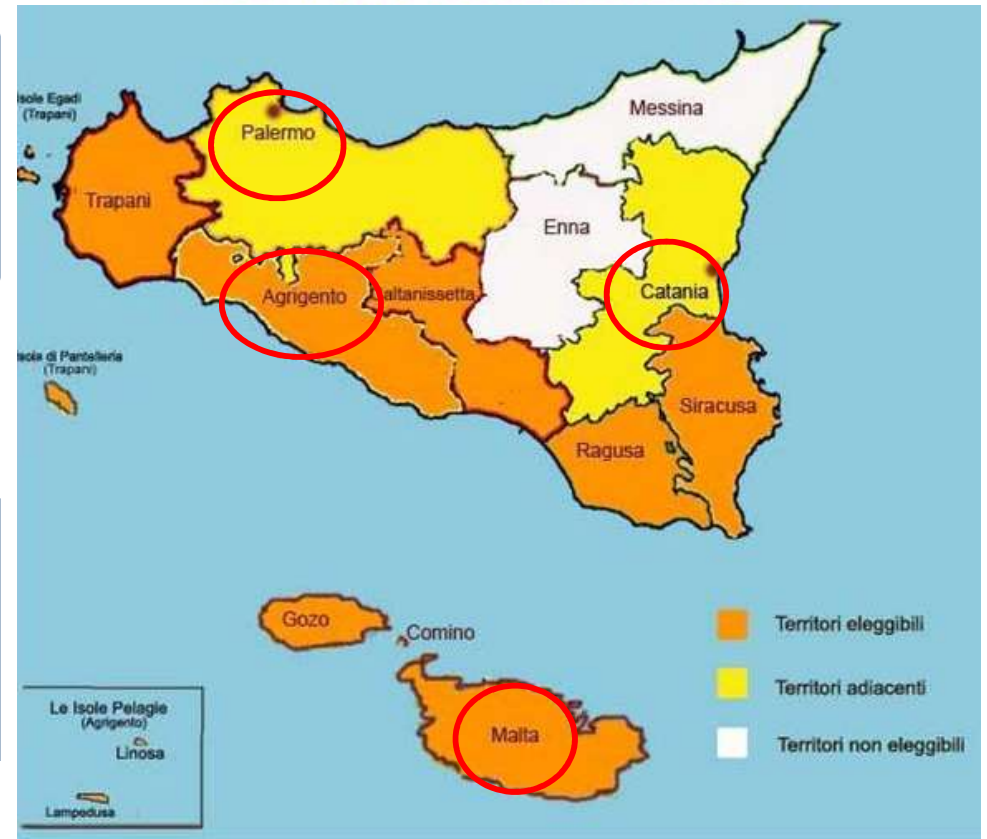 Isole Egadi
(Trapani)
Palermo
Messina
Trapani
Enna
Agrigento
altanissetta
Catania
Isola di Pantelleria
(Trapani)
Siracusa
Ragusa
Gozo
Comino
Malta
Territori eleggibili
Territori adiacenti
Territori non eleggibili
Le Isole Pelagie
(Agrigento)
Linosa
Lampedusa